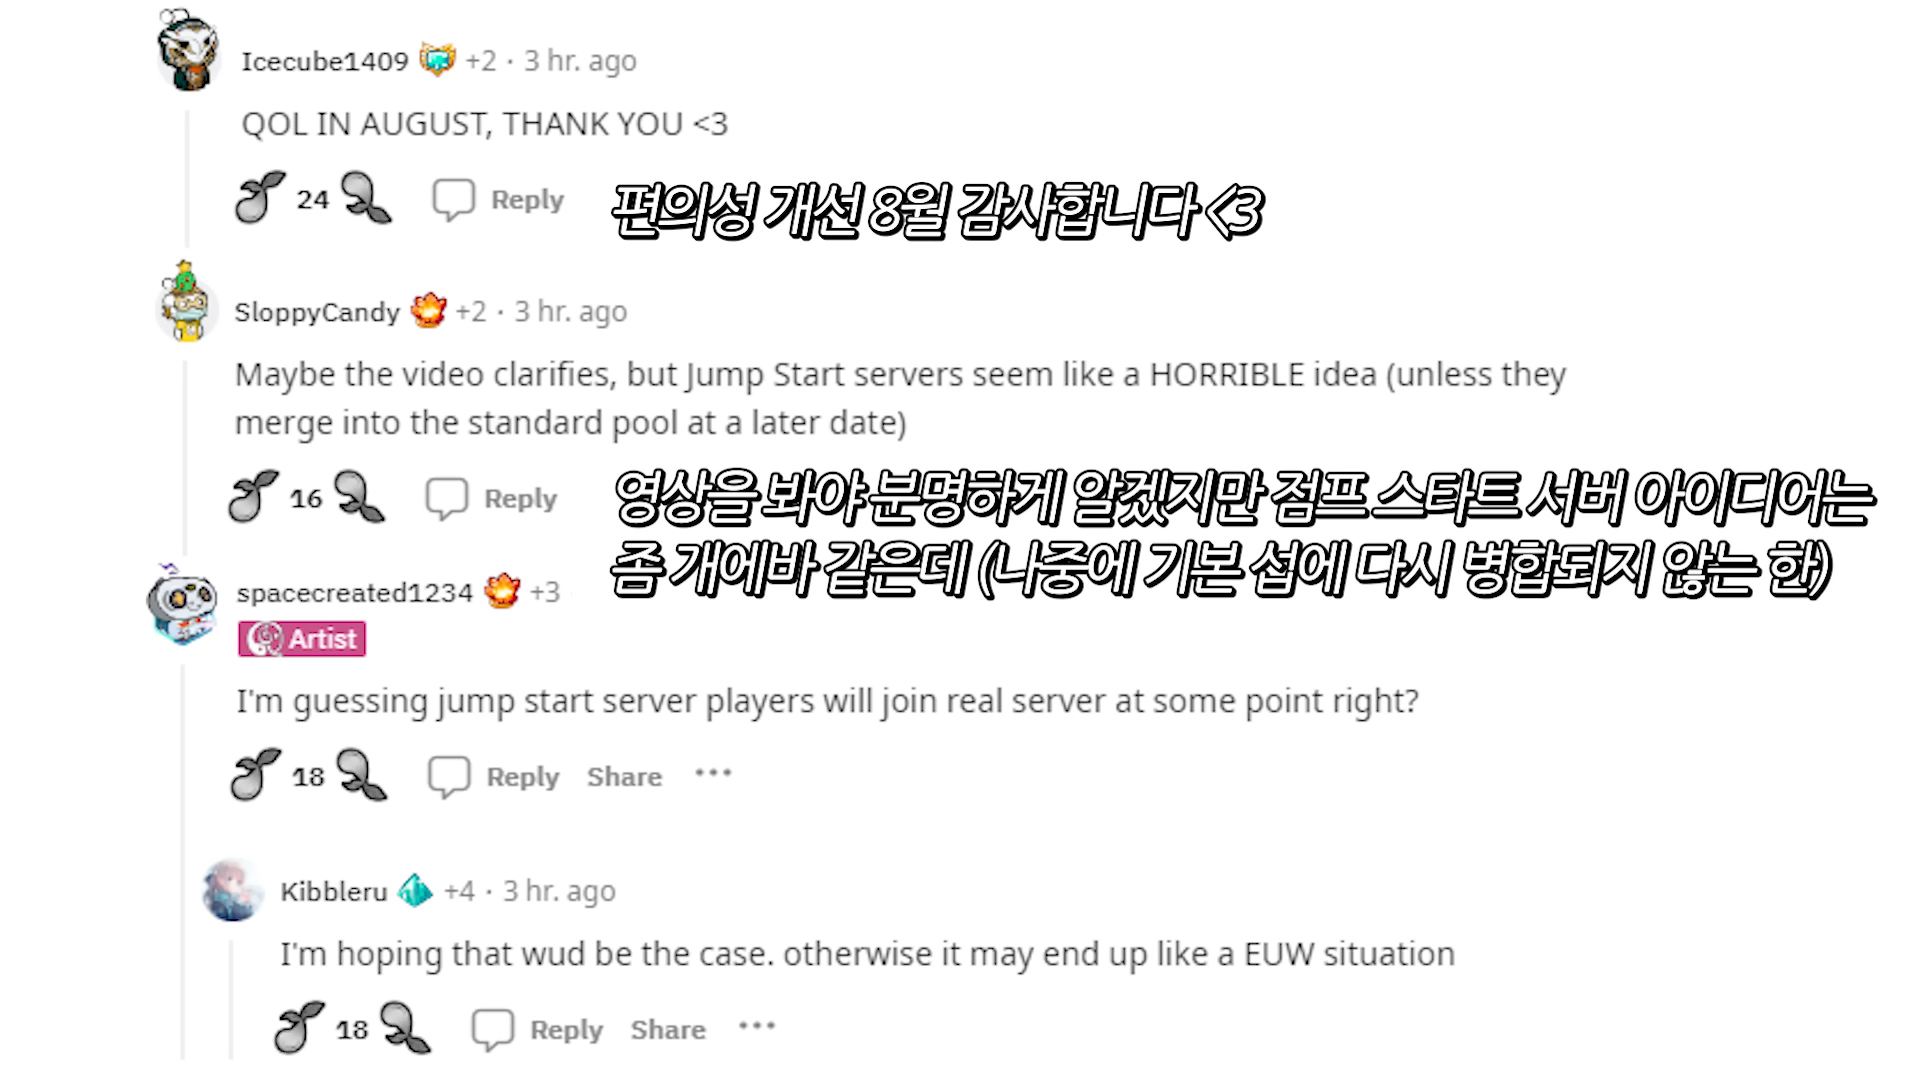 Icecube1409 +2 · 3 hr. ago
QOL IN AUGUST, THANK YOU <3
24 Reply
편의성 개선 8월 감사합니다 <3
SloppyCandy +2 · 3 hr. ago
Maybe the video clarifies, but Jump Start servers seem like a HORRIBLE idea (unless they
merge into the standard pool at a later date)
16 Reply
영상을 봐야 분명하게 알겠지만 점프 스타트 서버 아이디어는
좀 개에바 같은데 (나중에 기본 섭에 다시 병합되지 않는 한)
spacecreated1234 +3
Artist
I'm guessing jump start server players will join real server at some point right?
18 Reply Share ···
Kibbleru +4 · 3 hr. ago
I'm hoping that wud be the case. otherwise it may end up like a EUW situation
18 Reply Share ···